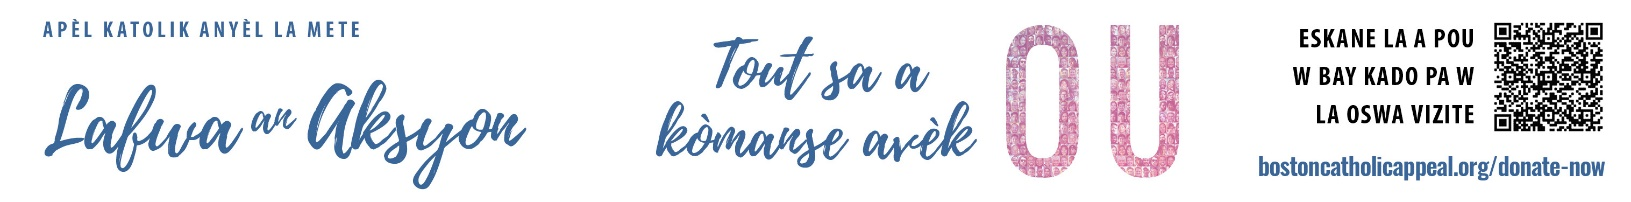 APÈL KATOLIK ANYÈL LA METE
Lafwa an Aksyon
Tout sa a
kòmanse avèk
OU
ESKANE LA A POU
W BAY KADO PA W
LA OSWA VIZITE
bostoncatholicappeal.org/donate-now